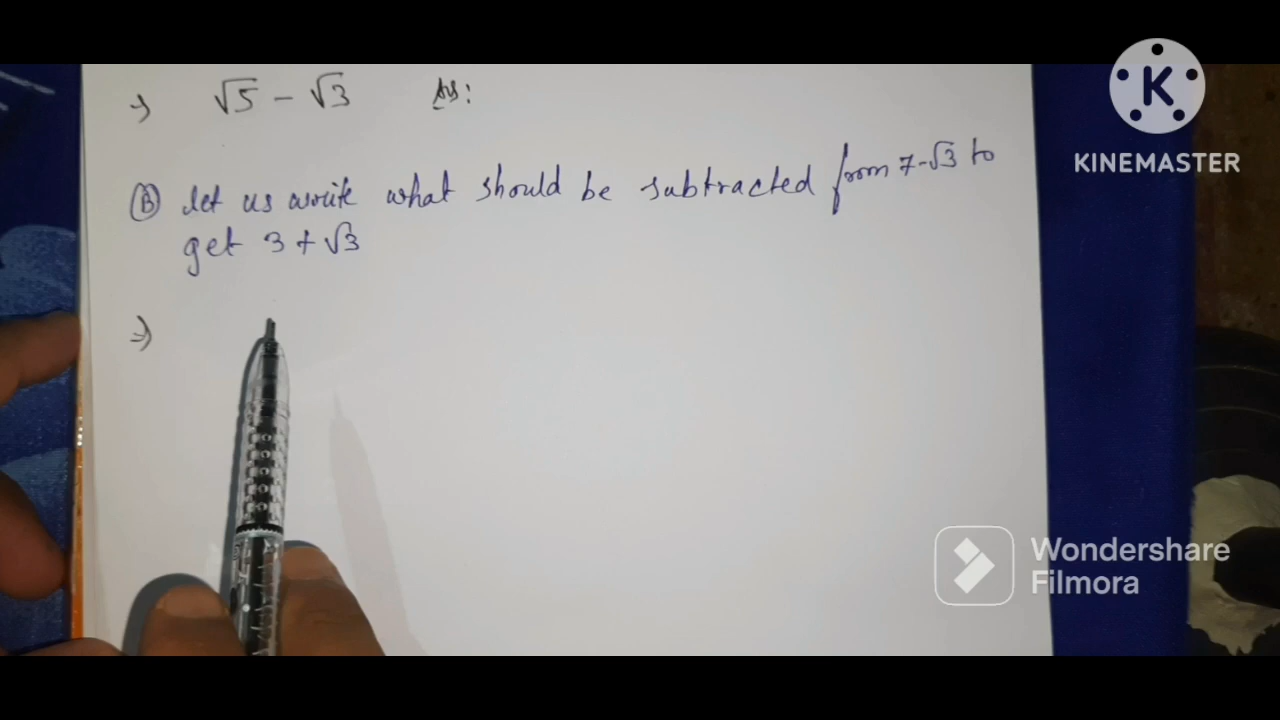 ⇒ √5 - √3 Ans:
K
KINEMASTER
(B) let us write what should be subtracted from 7-√3 to
get 3 + √3
⇒
Wondershare
Filmora